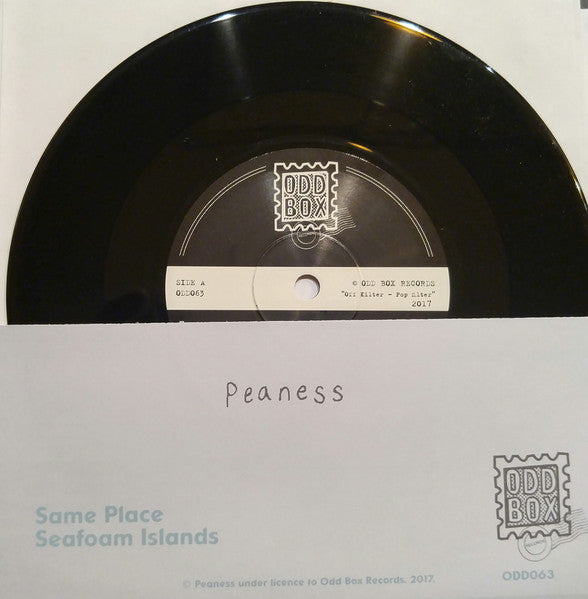 ODD
BOX
SIDE A
ODD063
© ODD BOX RECORDS
"Off Kilter - Pop Alter"
2017
Peaness
ODD
BOX
Same Place
Seafoam Islands
© Peaness under licence to Odd Box Records. 2017.
ODD063